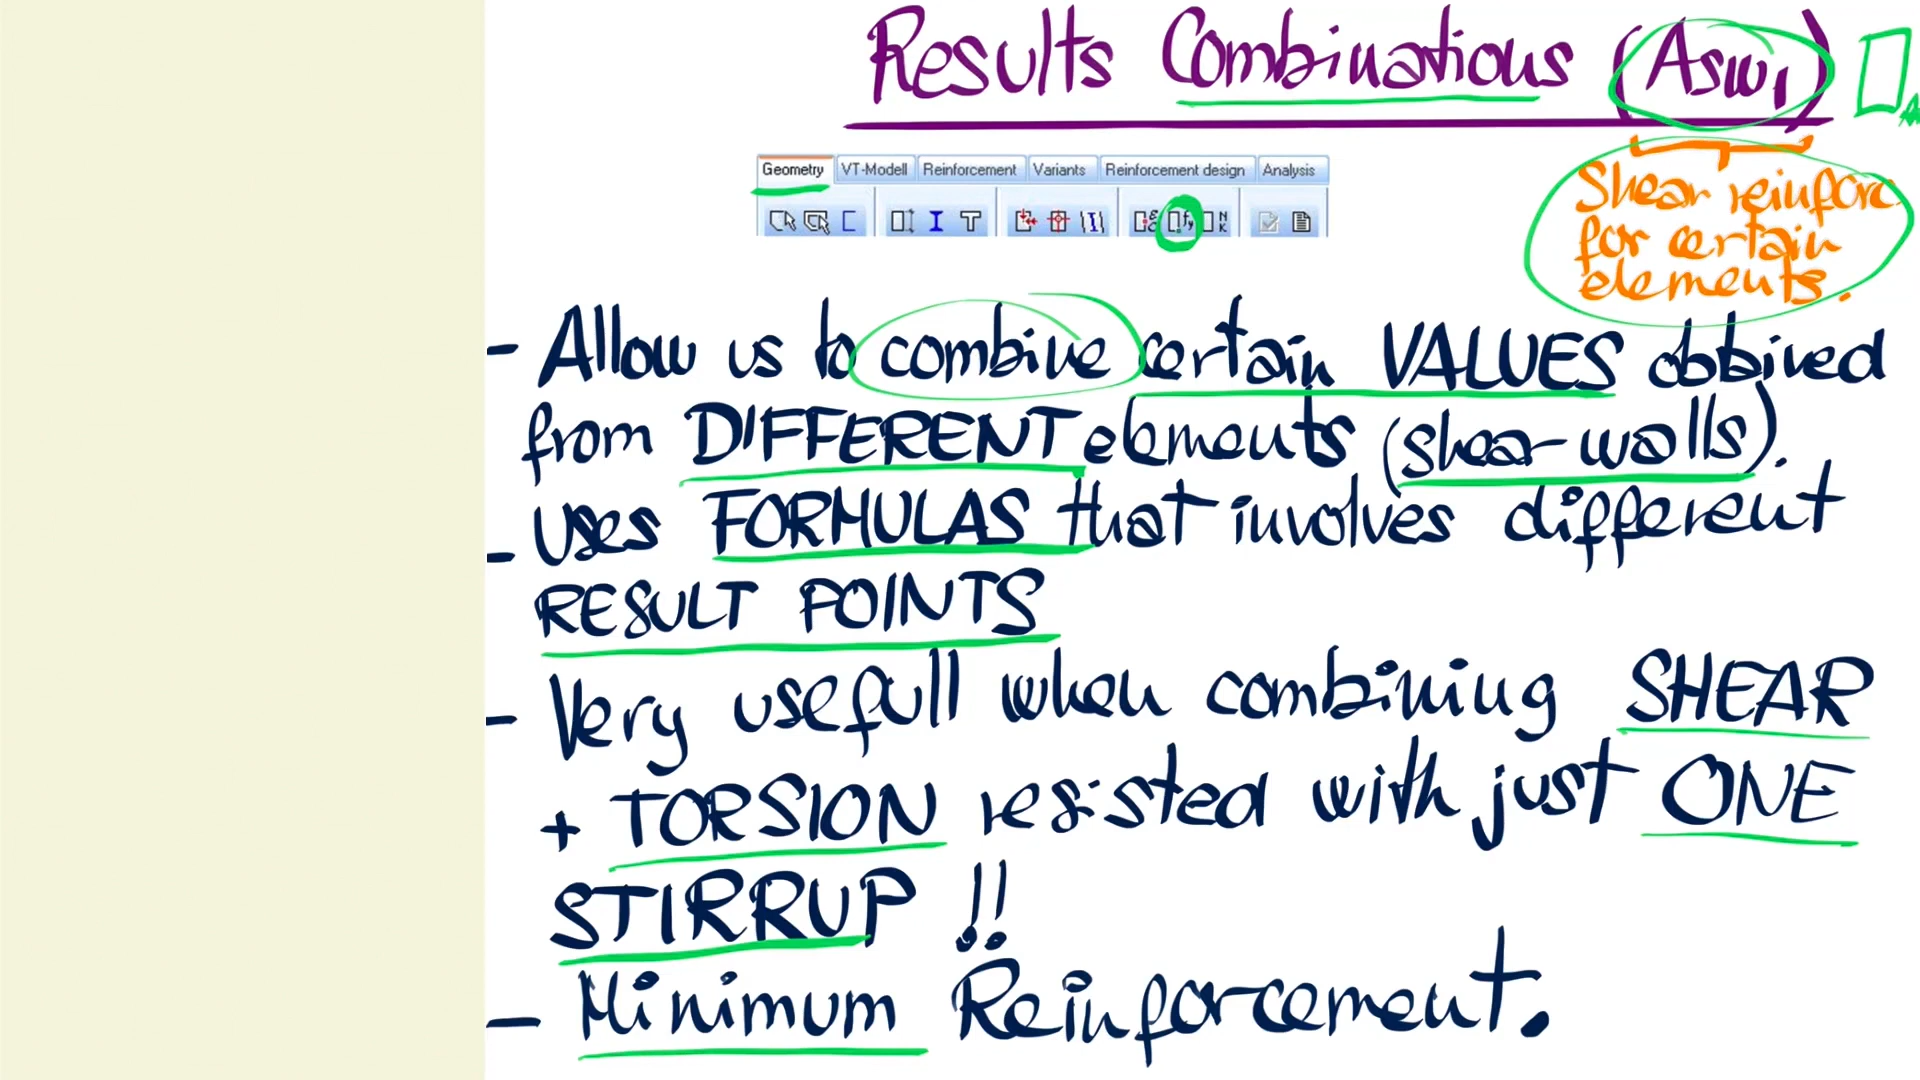 Results Combinations (Asw,)
Geometry VT-Modell Reinforcement Variants Reinforcement design Analysis
Shear reinforc
for certain
elements.
- Allow us to combine certain VALUES obtained
from DIFFERENT elements (shear-walls).
- Uses FORMULAS that involves different
RESULT POINTS
- Very usefull when combining SHEAR
+ TORSION resisted with just ONE
STIRRUP !!
- Minimum Reinforcement.